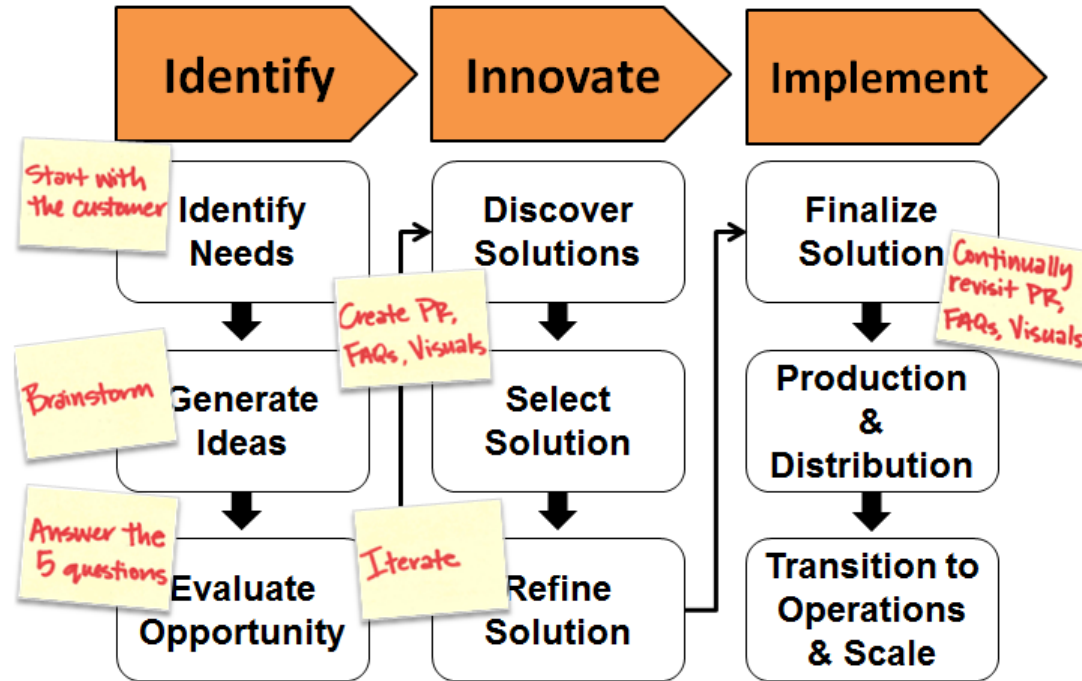 Identify
Innovate
Implement
Start with
the customer
Identify
Needs
Discover
Solutions
Finalize
Solution
Continually
revisit PR,
FAQs, Visuals
Create PR,
FAQs, Visuals
Brainstorm
Generate
Ideas
Select
Solution
Production
&
Distribution
Answer the
5 questions
Evaluate
Opportunity
Iterate
Refine
Solution
Transition to
Operations
& Scale